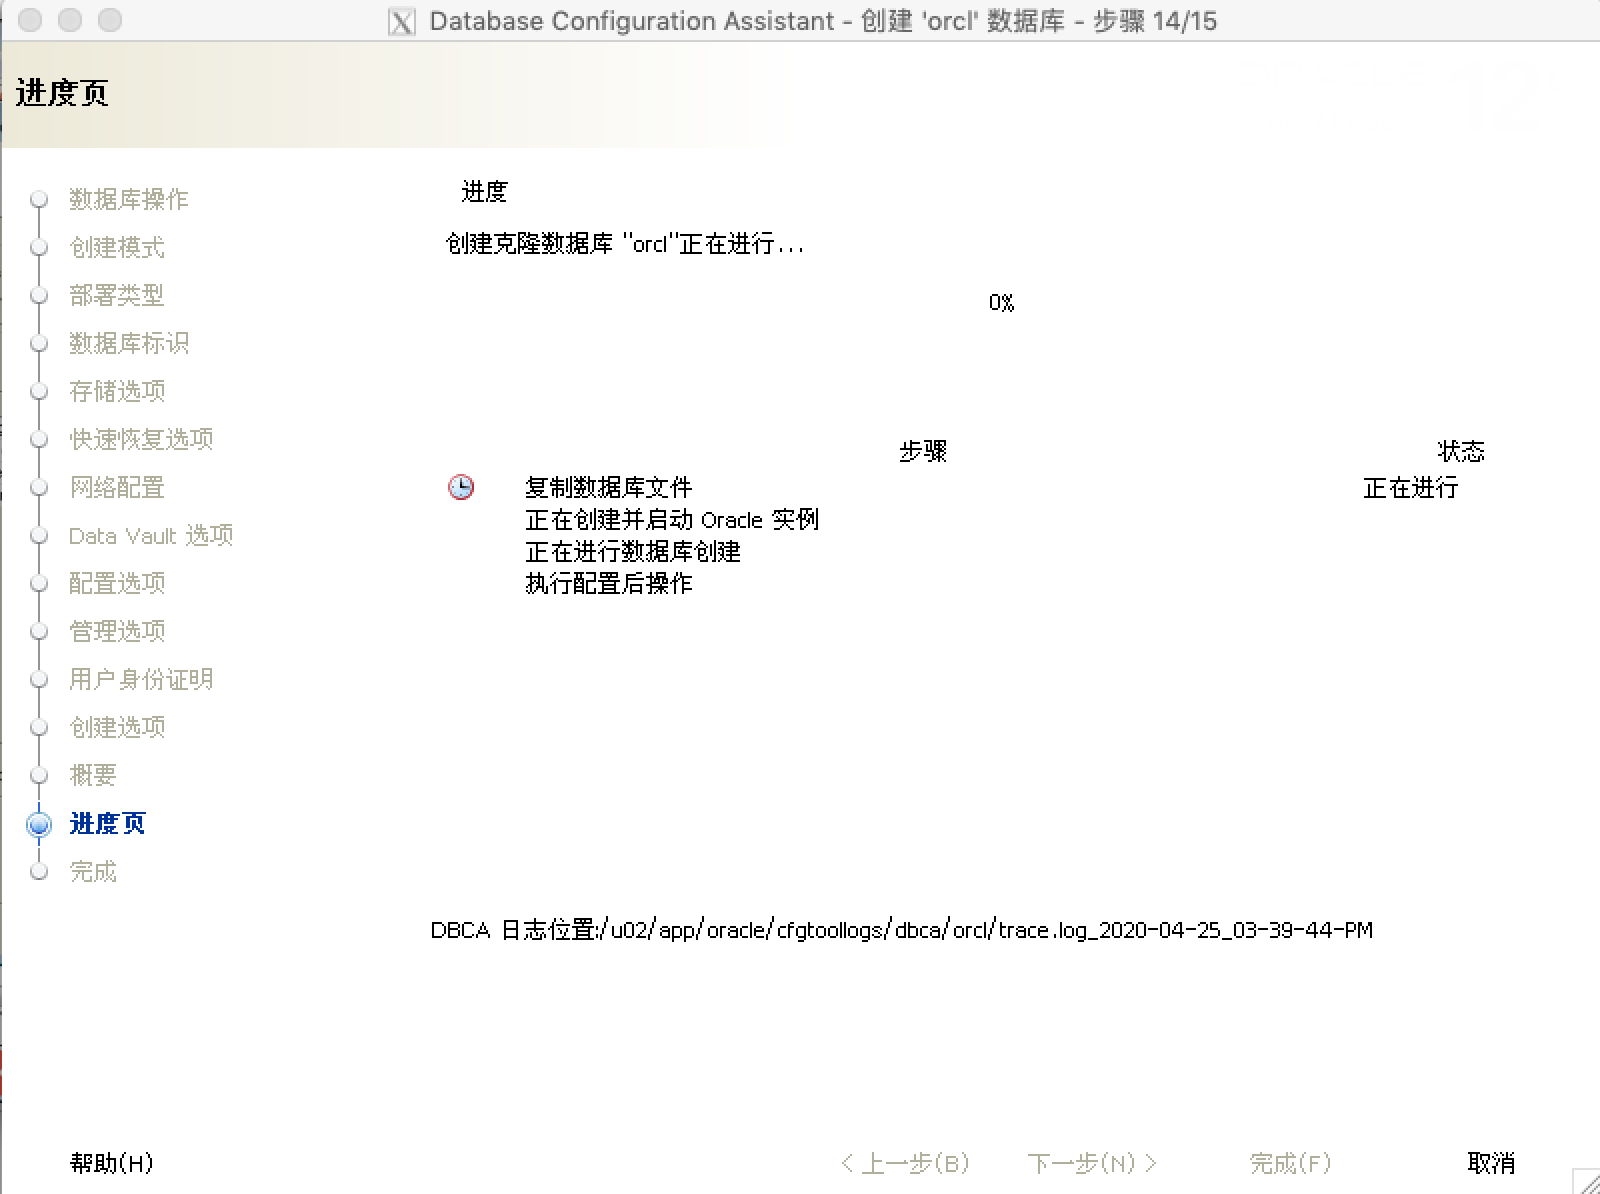 Database Configuration Assistant - 创建 'orcl' 数据库 - 步骤 14/15
进度页
数据库操作
创建模式
部署类型
数据库标识
存储选项
快速恢复选项
网络配置
Data Vault 选项
配置选项
管理选项
用户身份证明
创建选项
概要
进度页
完成
进度
创建克隆数据库 "orcl"正在进行...
0%
步骤 状态
复制数据库文件 正在进行
正在创建并启动 Oracle 实例
正在进行数据库创建
执行配置后操作
DBCA 日志位置:/u02/app/oracle/cfgtoollogs/dbca/orcl/trace.log_2020-04-25_03-39-44-PM
帮助(H) < 上一步(B) 下一步(N) > 完成(F) 取消